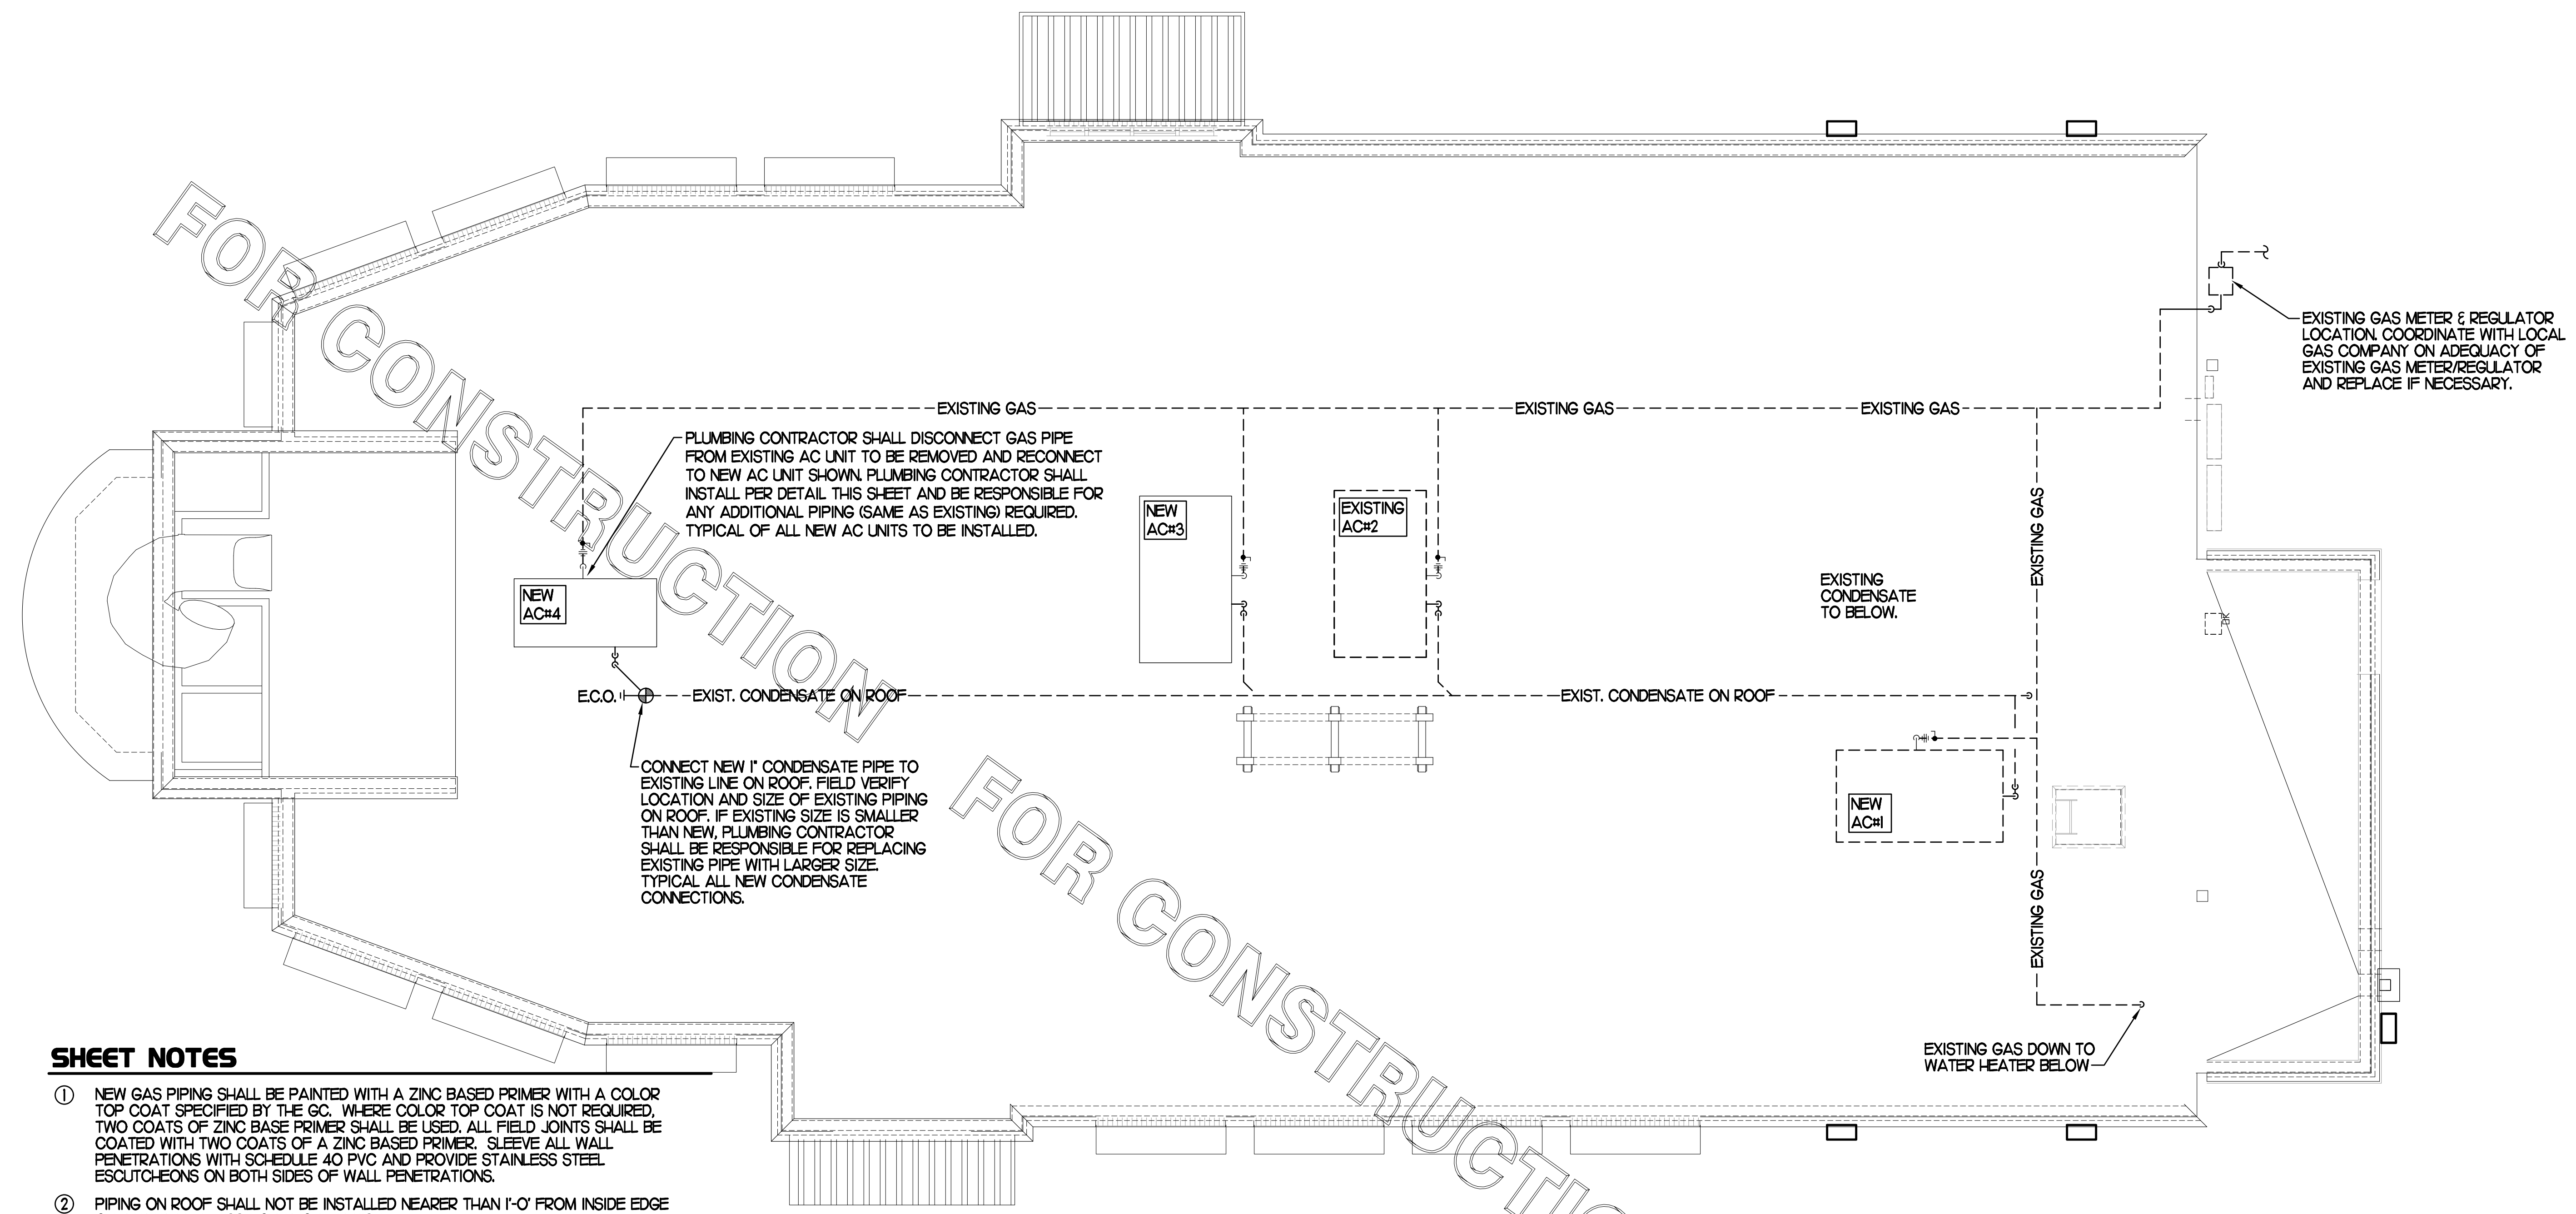 FOR CONSTRUCTION
EXISTING GAS METER & REGULATOR
LOCATION. COORDINATE WITH LOCAL
GAS COMPANY ON ADEQUACY OF
EXISTING GAS METER/REGULATOR
AND REPLACE IF NECESSARY.
EXISTING GAS
EXISTING GAS
EXISTING GAS
PLUMBING CONTRACTOR SHALL DISCONNECT GAS PIPE
FROM EXISTING AC UNIT TO BE REMOVED AND RECONNECT
TO NEW AC UNIT SHOWN. PLUMBING CONTRACTOR SHALL
INSTALL PER DETAIL THIS SHEET AND BE RESPONSIBLE FOR
ANY ADDITIONAL PIPING (SAME AS EXISTING) REQUIRED.
TYPICAL OF ALL NEW AC UNITS TO BE INSTALLED.
NEW
AC#3
EXISTING
AC#2
EXISTING GAS
EXISTING
CONDENSATE
TO BELOW.
NEW
AC#4
E.C.O.
EXIST. CONDENSATE ON ROOF
EXIST. CONDENSATE ON ROOF
CONNECT NEW 1" CONDENSATE PIPE TO
EXISTING LINE ON ROOF. FIELD VERIFY
LOCATION AND SIZE OF EXISTING PIPING
ON ROOF. IF EXISTING SIZE IS SMALLER
THAN NEW, PLUMBING CONTRACTOR
SHALL BE RESPONSIBLE FOR REPLACING
EXISTING PIPE WITH LARGER SIZE.
TYPICAL ALL NEW CONDENSATE
CONNECTIONS.
NEW
AC#1
EXISTING GAS
FOR CONSTRUCTIO
EXISTING GAS DOWN TO
WATER HEATER BELOW
SHEET NOTES
1 NEW GAS PIPING SHALL BE PAINTED WITH A ZINC BASED PRIMER WITH A COLOR
TOP COAT SPECIFIED BY THE GC. WHERE COLOR TOP COAT IS NOT REQUIRED,
TWO COATS OF ZINC BASE PRIMER SHALL BE USED. ALL FIELD JOINTS SHALL BE
COATED WITH TWO COATS OF A ZINC BASED PRIMER. SLEEVE ALL WALL
PENETRATIONS WITH SCHEDULE 40 PVC AND PROVIDE STAINLESS STEEL
ESCUTCHEONS ON BOTH SIDES OF WALL PENETRATIONS.
2 PIPING ON ROOF SHALL NOT BE INSTALLED NEARER THAN 1'-0' FROM INSIDE EDGE